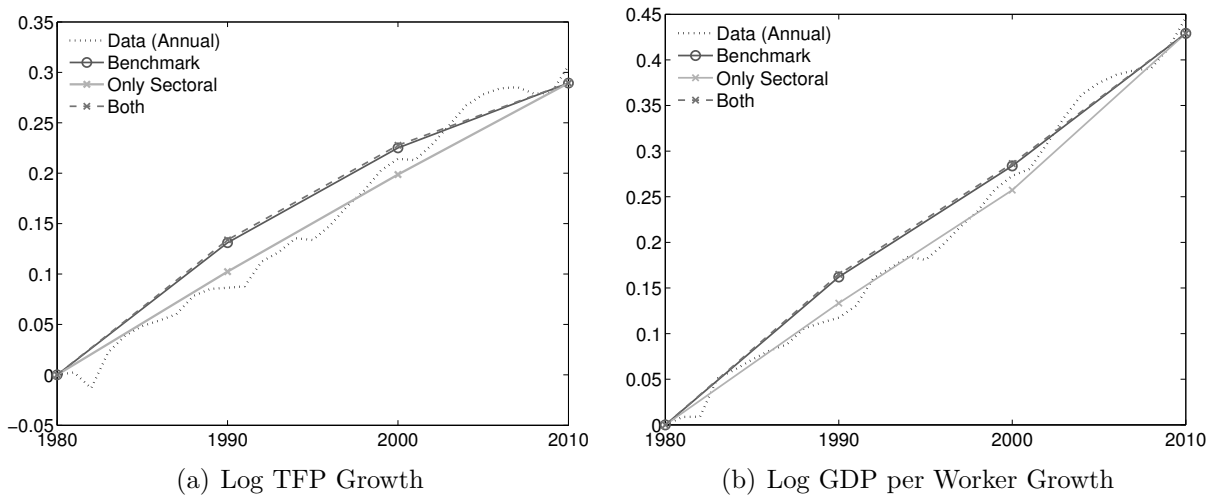 0.35
0.3
0.25
0.2
0.15
0.1
0.05
0
−0.05
1980 1990 2000 2010
Data (Annual)
Benchmark
Only Sectoral
Both
(a) Log TFP Growth
0.45
0.4
0.35
0.3
0.25
0.2
0.15
0.1
0.05
0
1980 1990 2000 2010
Data (Annual)
Benchmark
Only Sectoral
Both
(b) Log GDP per Worker Growth